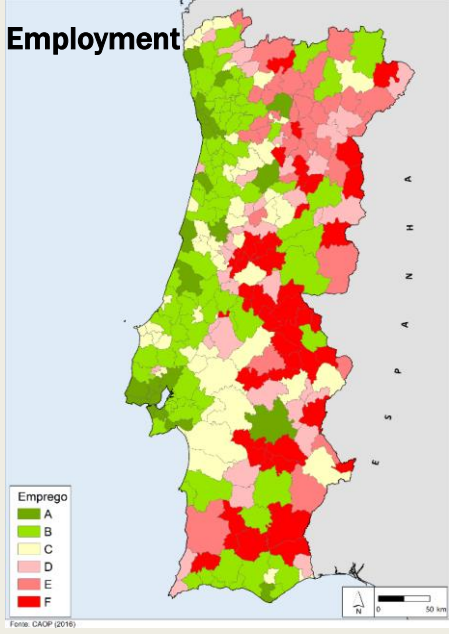 Employment
E S P A N H A
Emprego
A
B
C
D
E
F
N
0 50 km
Fonte: CAOP (2016)